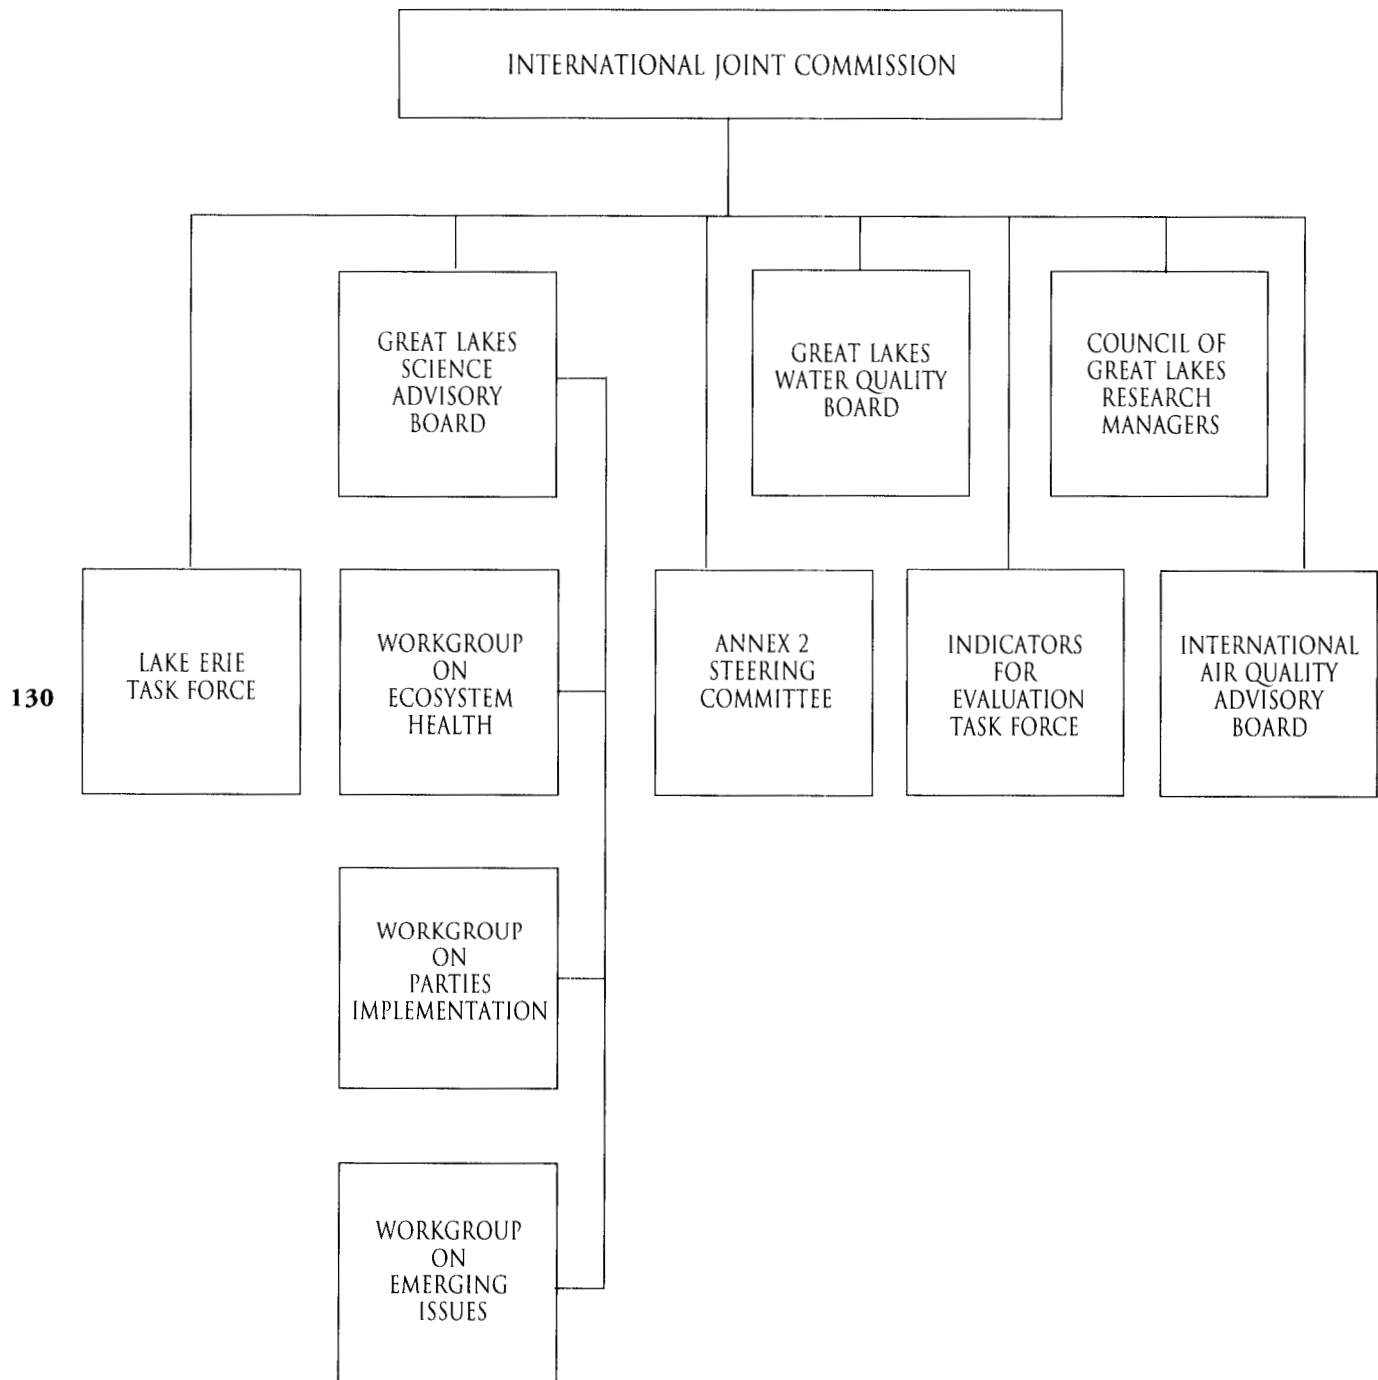 INTERNATIONAL JOINT COMMISSION
GREAT LAKES
SCIENCE
ADVISORY
BOARD
GREAT LAKES
WATER QUALITY
BOARD
COUNCIL OF
GREAT LAKES
RESEARCH
MANAGERS
130
LAKE ERIE
TASK FORCE
WORKGROUP
ON
ECOSYSTEM
HEALTH
ANNEX 2
STEERING
COMMITTEE
INDICATORS
FOR
EVALUATION
TASK FORCE
INTERNATIONAL
AIR QUALITY
ADVISORY
BOARD
WORKGROUP
ON
PARTIES
IMPLEMENTATION
WORKGROUP
ON
EMERGING
ISSUES